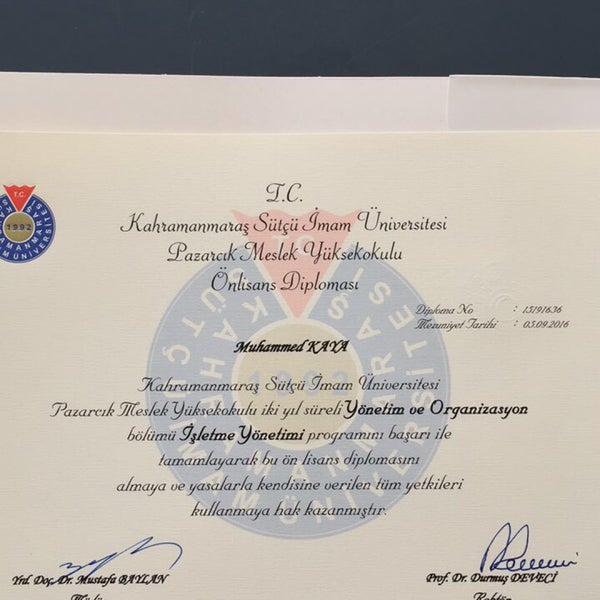 T.C.
Kahramanmaraş Sütçü İmam Üniversitesi
Pazarcık Meslek Yüksekokulu
Önlisans Diploması
Diploma No : 15191636
Mezuniyet Tarihi : 05.09.2016
Muhammed KAYA
Kahramanmaraş Sütçü İmam Üniversitesi
Pazarcık Meslek Yüksekokulu iki yıl süreli Yönetim ve Organizasyon
bölümü İşletme Yönetimi programını başarı ile
tamamlayarak bu ön lisans diplomasını
almaya ve yasalarla kendisine verilen tüm yetkileri
kullanmaya hak kazanmıştır.
Yrd. Doç. Dr. Mustafa BAYLAN
Prof. Dr. Durmuş DEVECİ
T.C.
1992